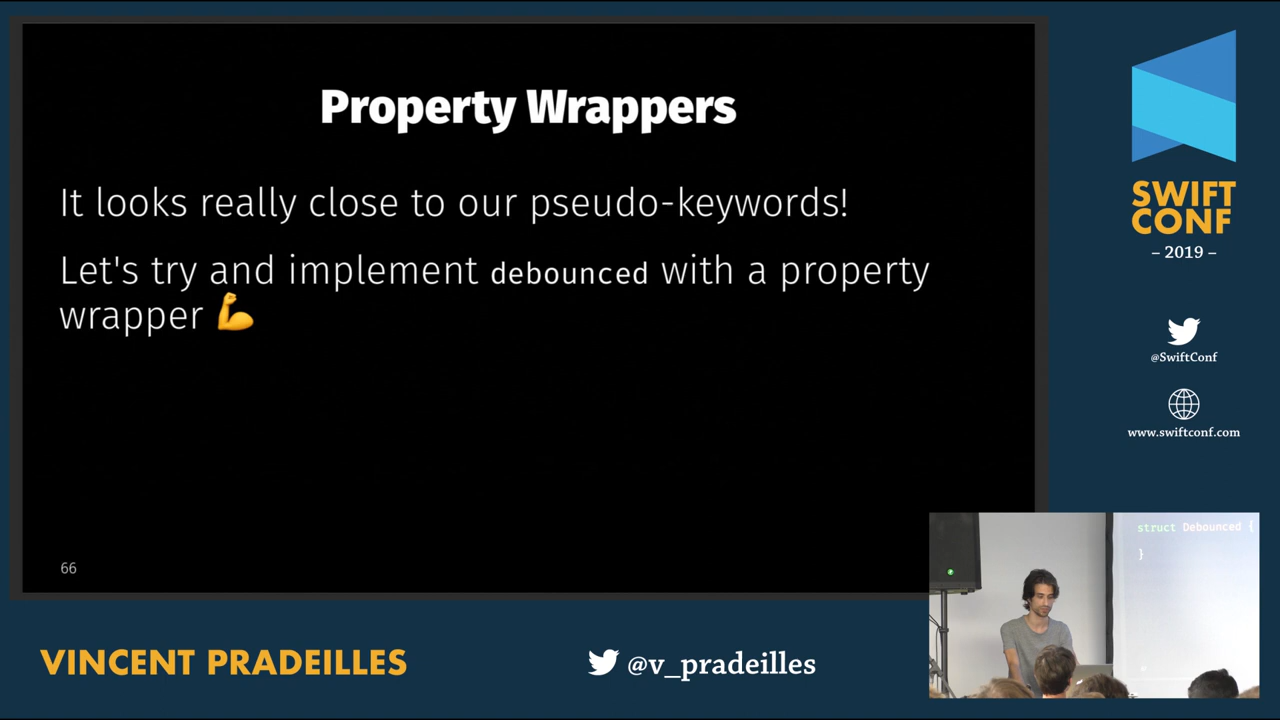 Property Wrappers
It looks really close to our pseudo-keywords!
Let's try and implement debounced with a property
wrapper 💪
66
SWIFT
CONF
– 2019 –
@SwiftConf
www.swiftconf.com
struct Debounced {
}
VINCENT PRADEILLES
@v_pradeilles